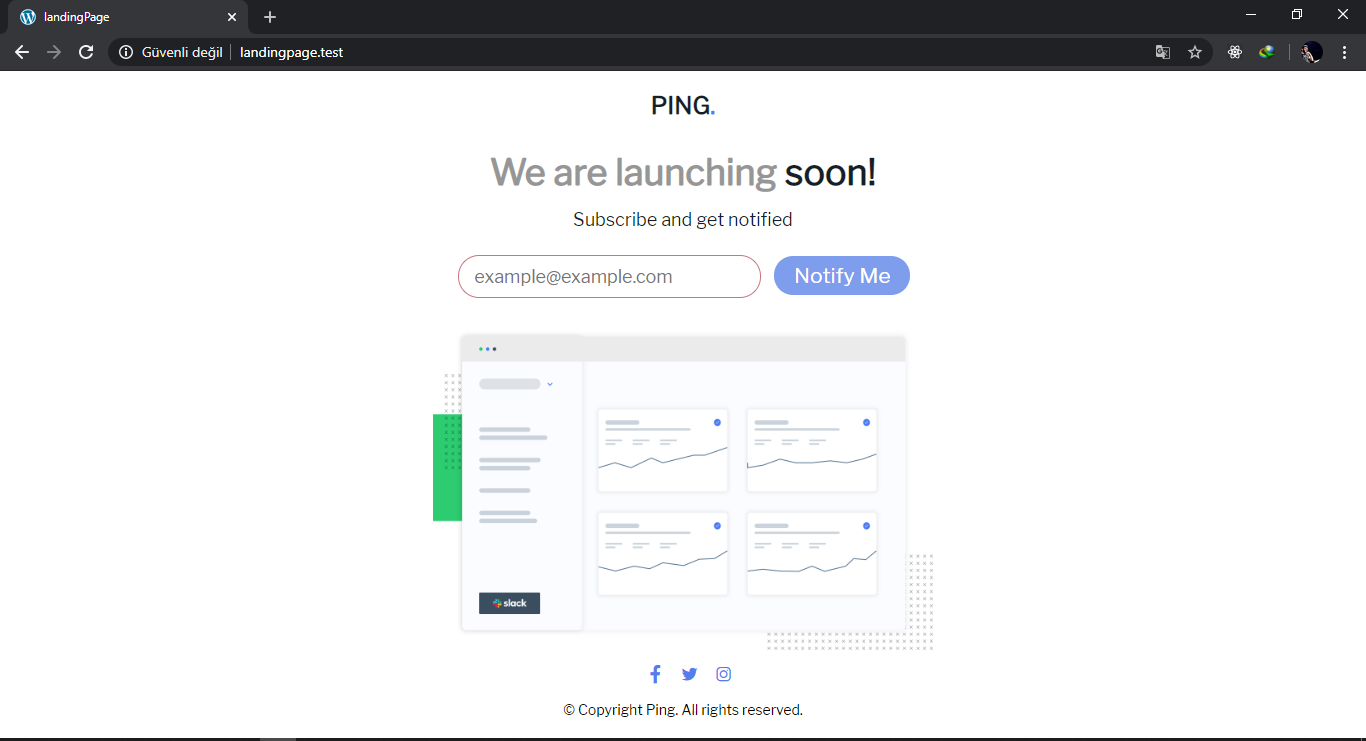 landingPage
Güvenli değil landingpage.test
PING.
We are launching soon!
Subscribe and get notified
example@example.com Notify Me
slack
© Copyright Ping. All rights reserved.